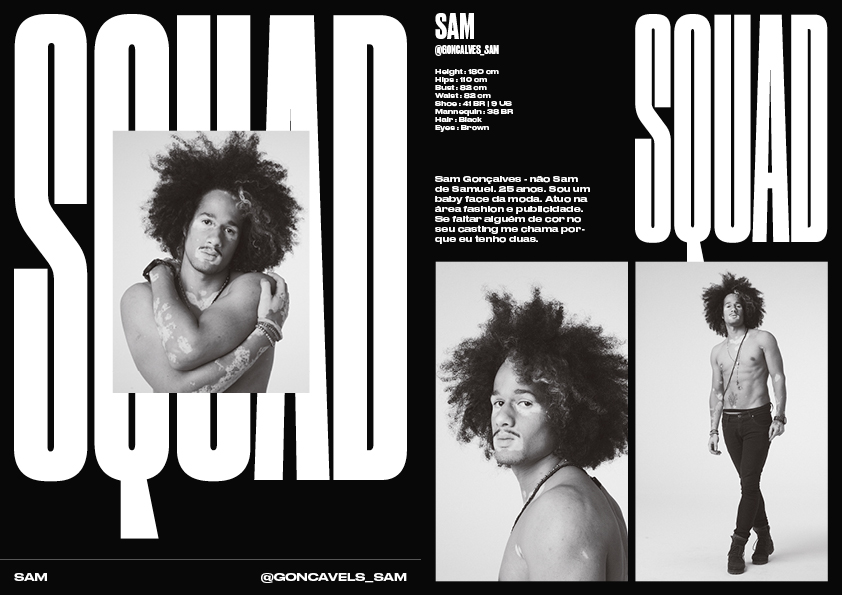 SQUAD
SAM
@GONCAVELS_SAM
SAM
@GONCALVES_SAM
Height : 180 cm
Hips : 110 cm
Bust : 82 cm
Waist : 82 cm
Shoe : 41 BR | 9 US
Mannequin : 38 BR
Hair : Black
Eyes : Brown
Sam Gonçalves - não Sam
de Samuel. 25 anos. Sou um
baby face da moda. Atuo na
área fashion e publicidade.
Se faltar alguém de cor no
seu casting me chama por-
que eu tenho duas.
SQUAD